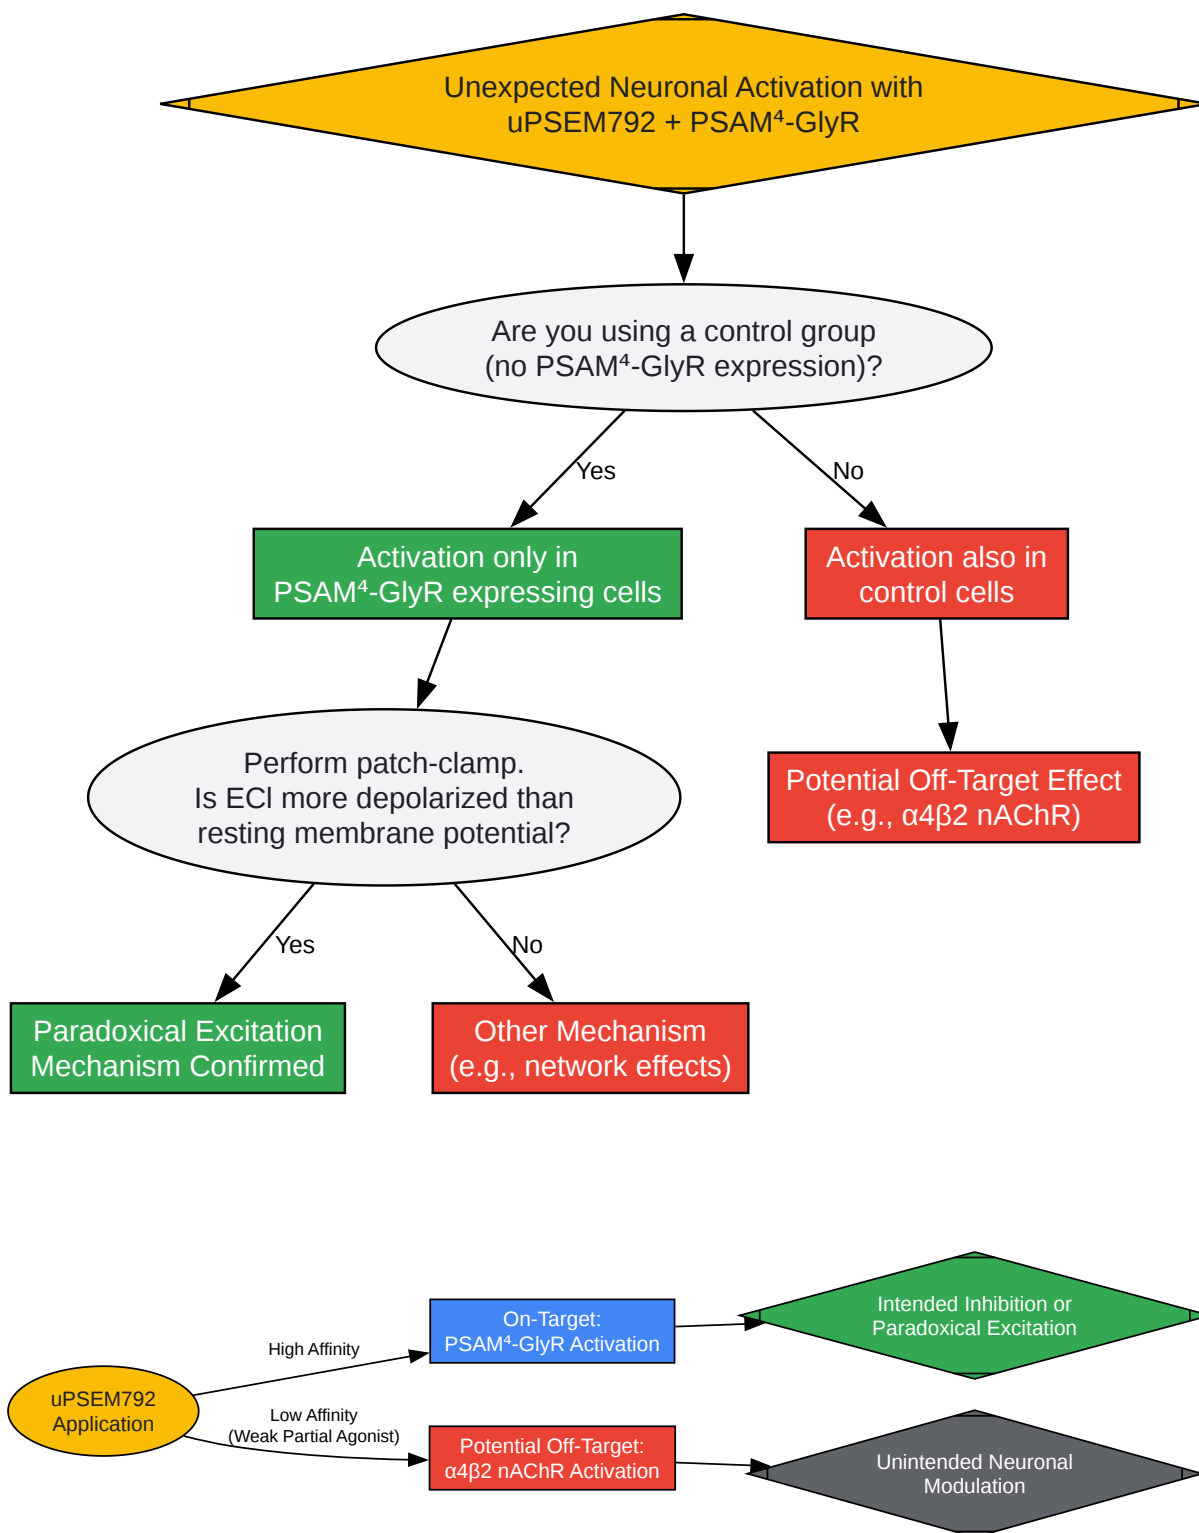 Unexpected Neuronal Activation with
uPSEM792 + PSAM⁴-GlyR
Are you using a control group
(no PSAM⁴-GlyR expression)?
Yes
No
Activation only in
PSAM⁴-GlyR expressing cells
Activation also in
control cells
Perform patch-clamp.
Is ECl more depolarized than
resting membrane potential?
Potential Off-Target Effect
(e.g., α4β2 nAChR)
Yes
No
Paradoxical Excitation
Mechanism Confirmed
Other Mechanism
(e.g., network effects)
uPSEM792
Application
High Affinity
Low Affinity
(Weak Partial Agonist)
On-Target:
PSAM⁴-GlyR Activation
Potential Off-Target:
α4β2 nAChR Activation
Intended Inhibition or
Paradoxical Excitation
Unintended Neuronal
Modulation